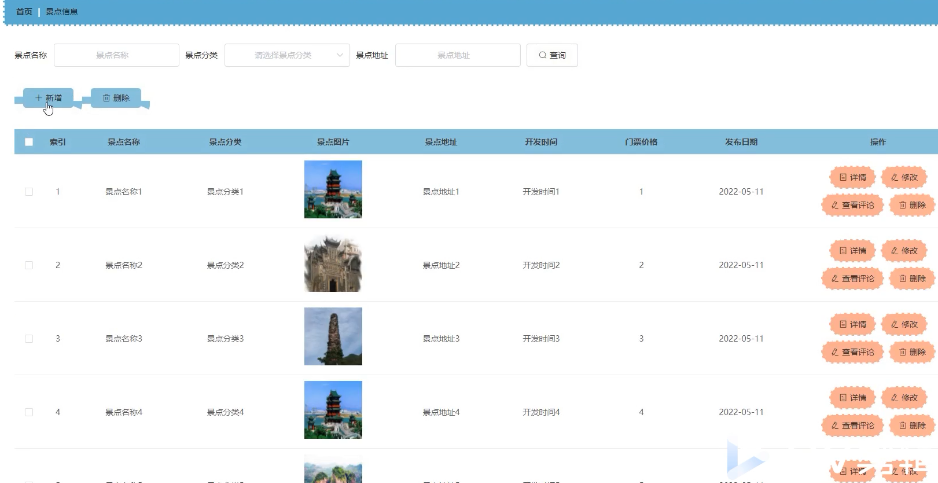 首页 景点信息
景点名称 景点名称 景点分类 请选择景点分类 景点地址 景点地址 查询
新增 删除
索引 景点名称 景点分类 景点图片 景点地址 开发时间 门票价格 发布日期 操作
详情 修改
1 景点名称1 景点分类1 景点地址1 开发时间1 1 2022-05-11
查看评论 删除
详情 修改
2 景点名称2 景点分类2 景点地址2 开发时间2 2 2022-05-11
查看评论 删除
详情 修改
3 景点名称3 景点分类3 景点地址3 开发时间3 3 2022-05-11
查看评论 删除
详情 修改
4 景点名称4 景点分类4 景点地址4 开发时间4 4 2022-05-11
查看评论 删除
详情